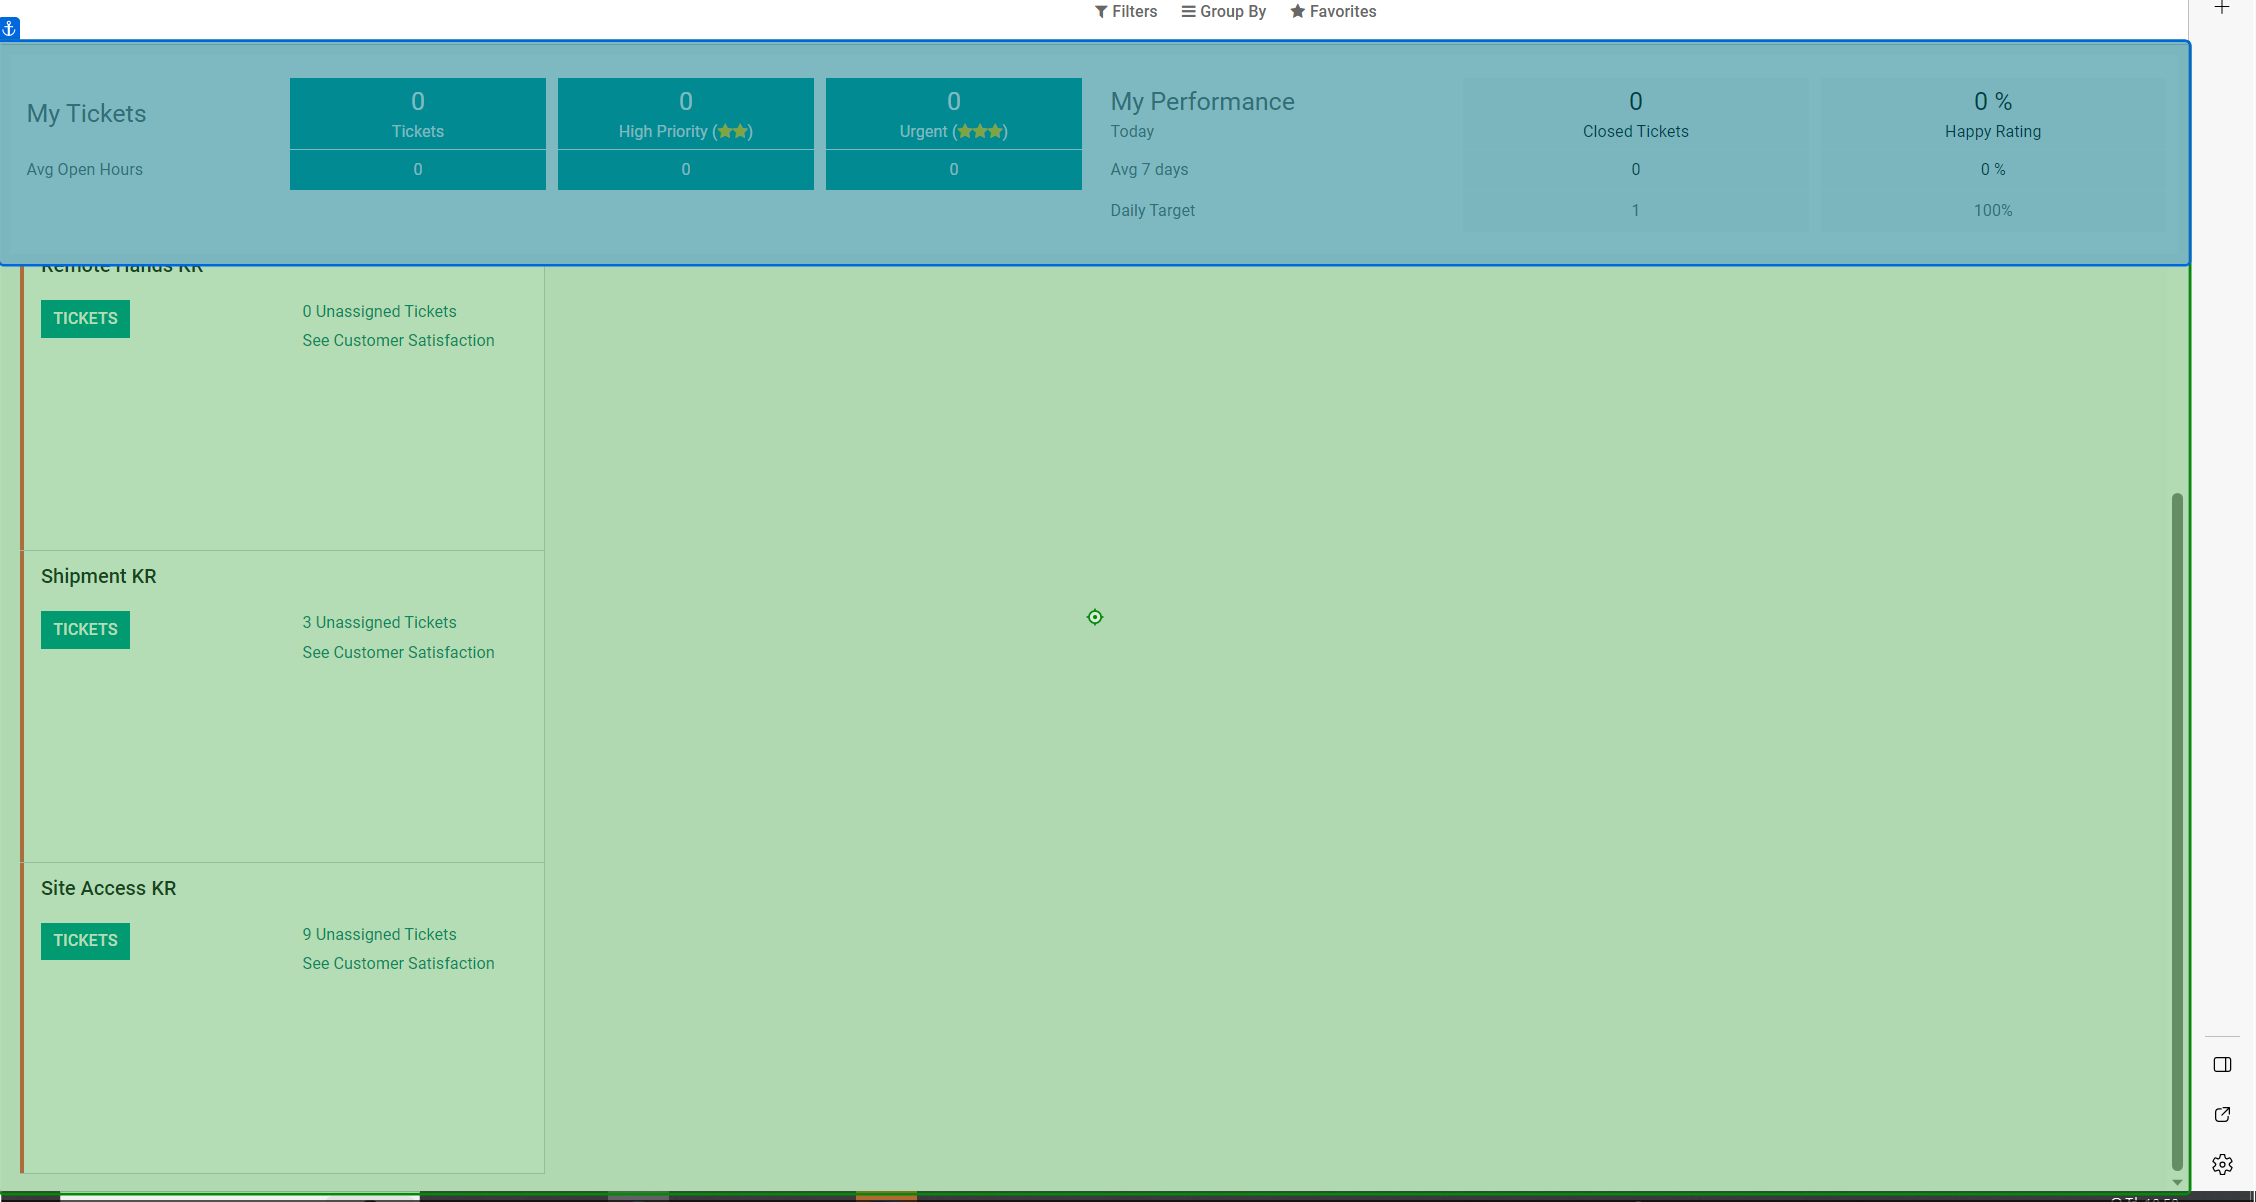 Filters Group By Favorites
My Tickets
0
Tickets
0
High Priority (★★)
0
Urgent (★★★)
Avg Open Hours
0
0
0
My Performance
Today
0
Closed Tickets
0 %
Happy Rating
Avg 7 days
0
0 %
Daily Target
1
100%
Remote Hands KR
TICKETS
0 Unassigned Tickets
See Customer Satisfaction
Shipment KR
TICKETS
3 Unassigned Tickets
See Customer Satisfaction
Site Access KR
TICKETS
9 Unassigned Tickets
See Customer Satisfaction